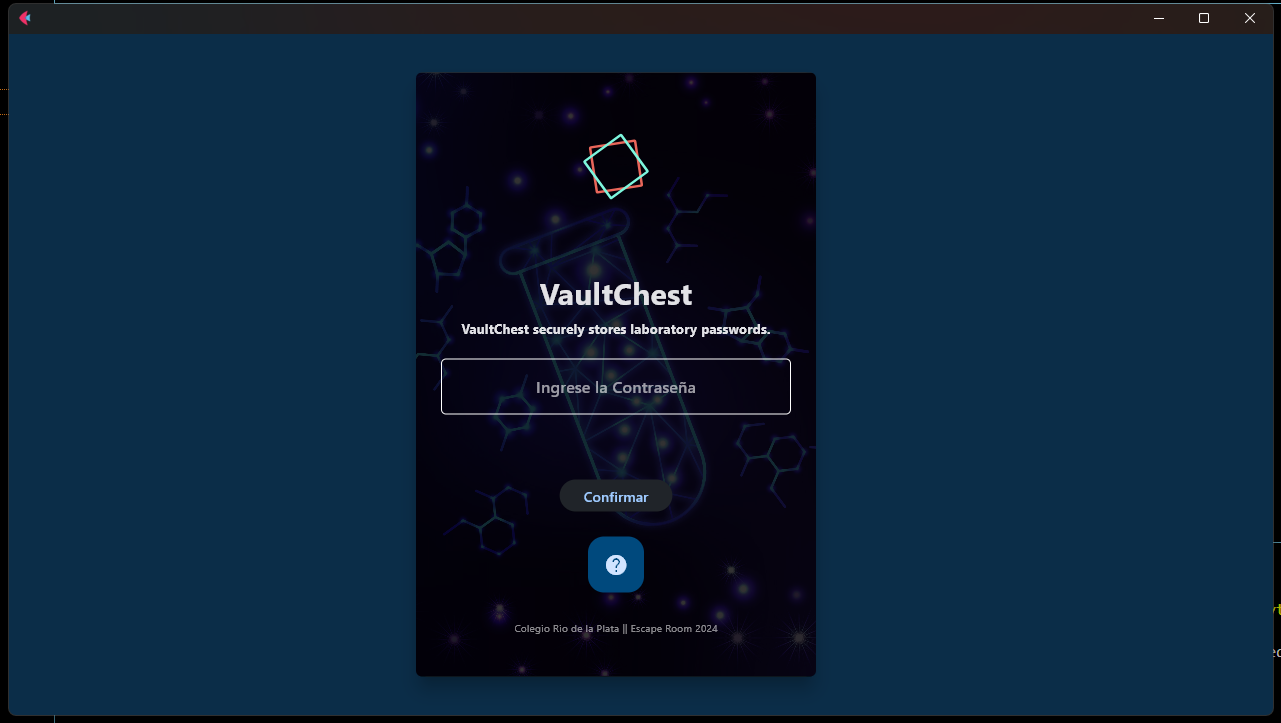 VaultChest
VaultChest securely stores laboratory passwords.
Ingrese la Contraseña
Confirmar
?
Colegio Rio de la Plata || Escape Room 2024